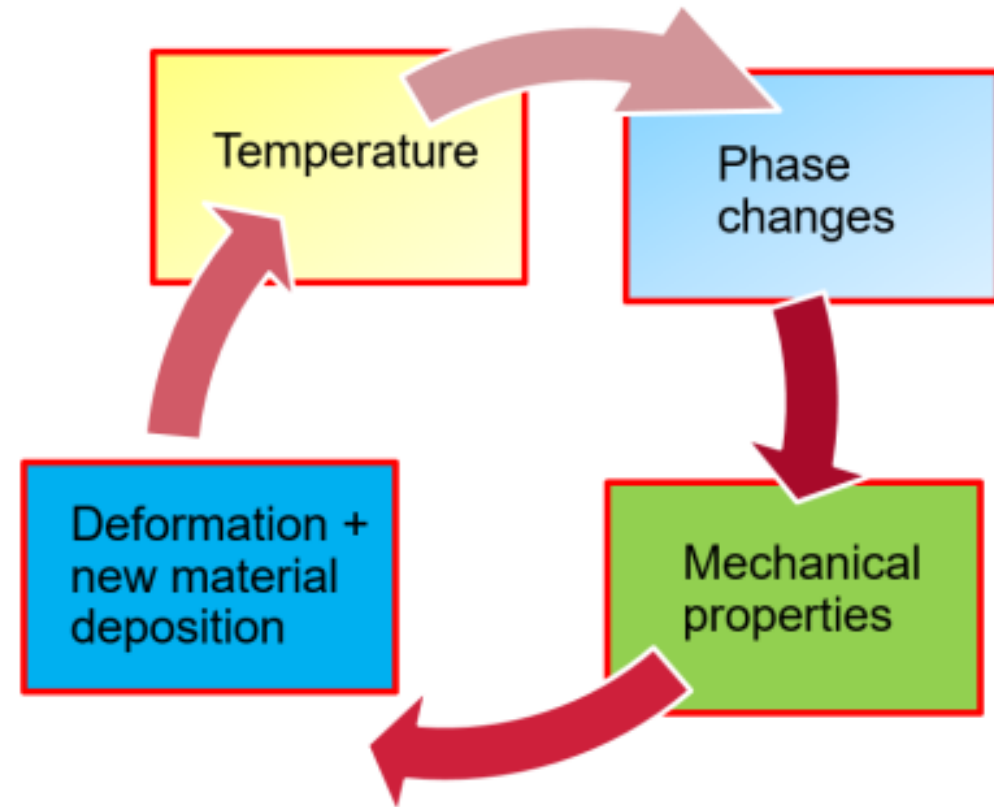 Temperature
Phase
changes
Deformation +
new material
deposition
Mechanical
properties